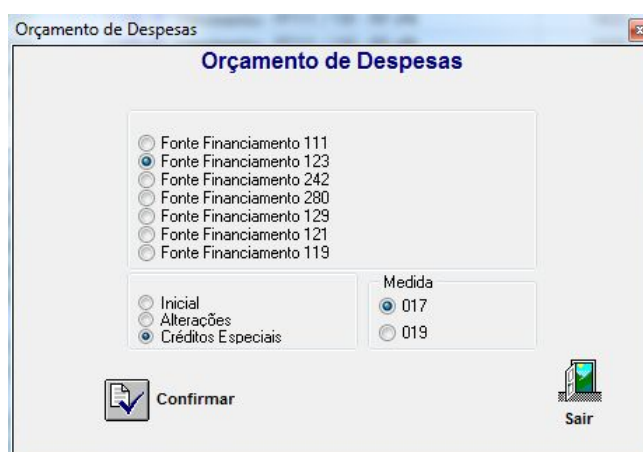 Orçamento de Despesas
Orçamento de Despesas
Fonte Financiamento 111
Fonte Financiamento 123
Fonte Financiamento 242
Fonte Financiamento 280
Fonte Financiamento 129
Fonte Financiamento 121
Fonte Financiamento 119
Inicial
Alterações
Créditos Especiais
Medida
017
019
Confirmar
Sair